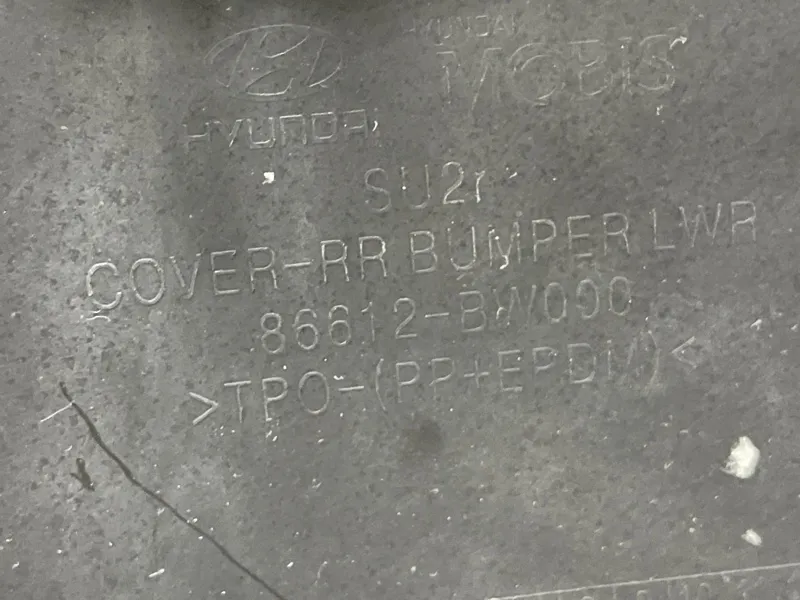 HYUNDAI
MOBIS
HYUNDAI
SU2r
COVER-RR BUMPER LWR
86612-BW000
>TPO-(PP+EPDM)<